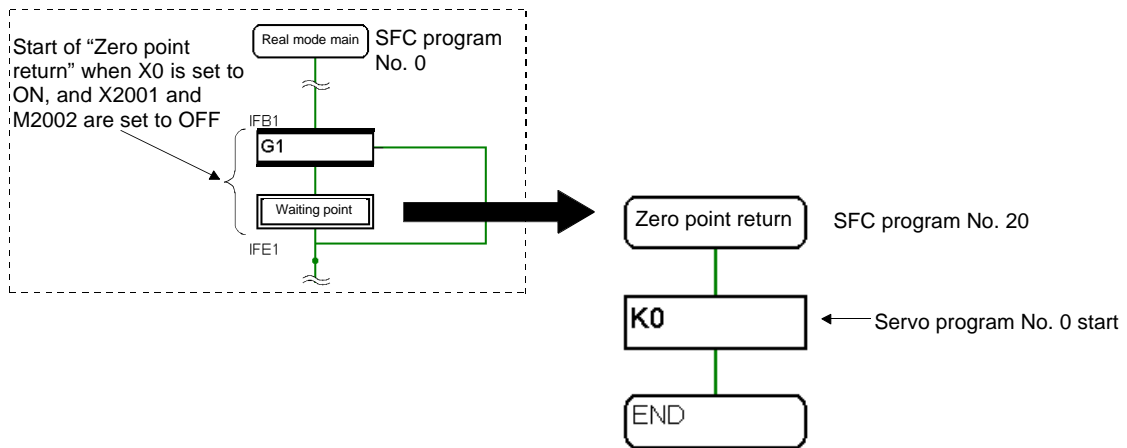 Start of “Zero point
return” when X0 is set to
ON, and X2001 and
M2002 are set to OFF
Real mode main
SFC program
No. 0
IFB1
G1
Waiting point
IFE1
Zero point return
SFC program No. 20
K0
Servo program No. 0 start
END